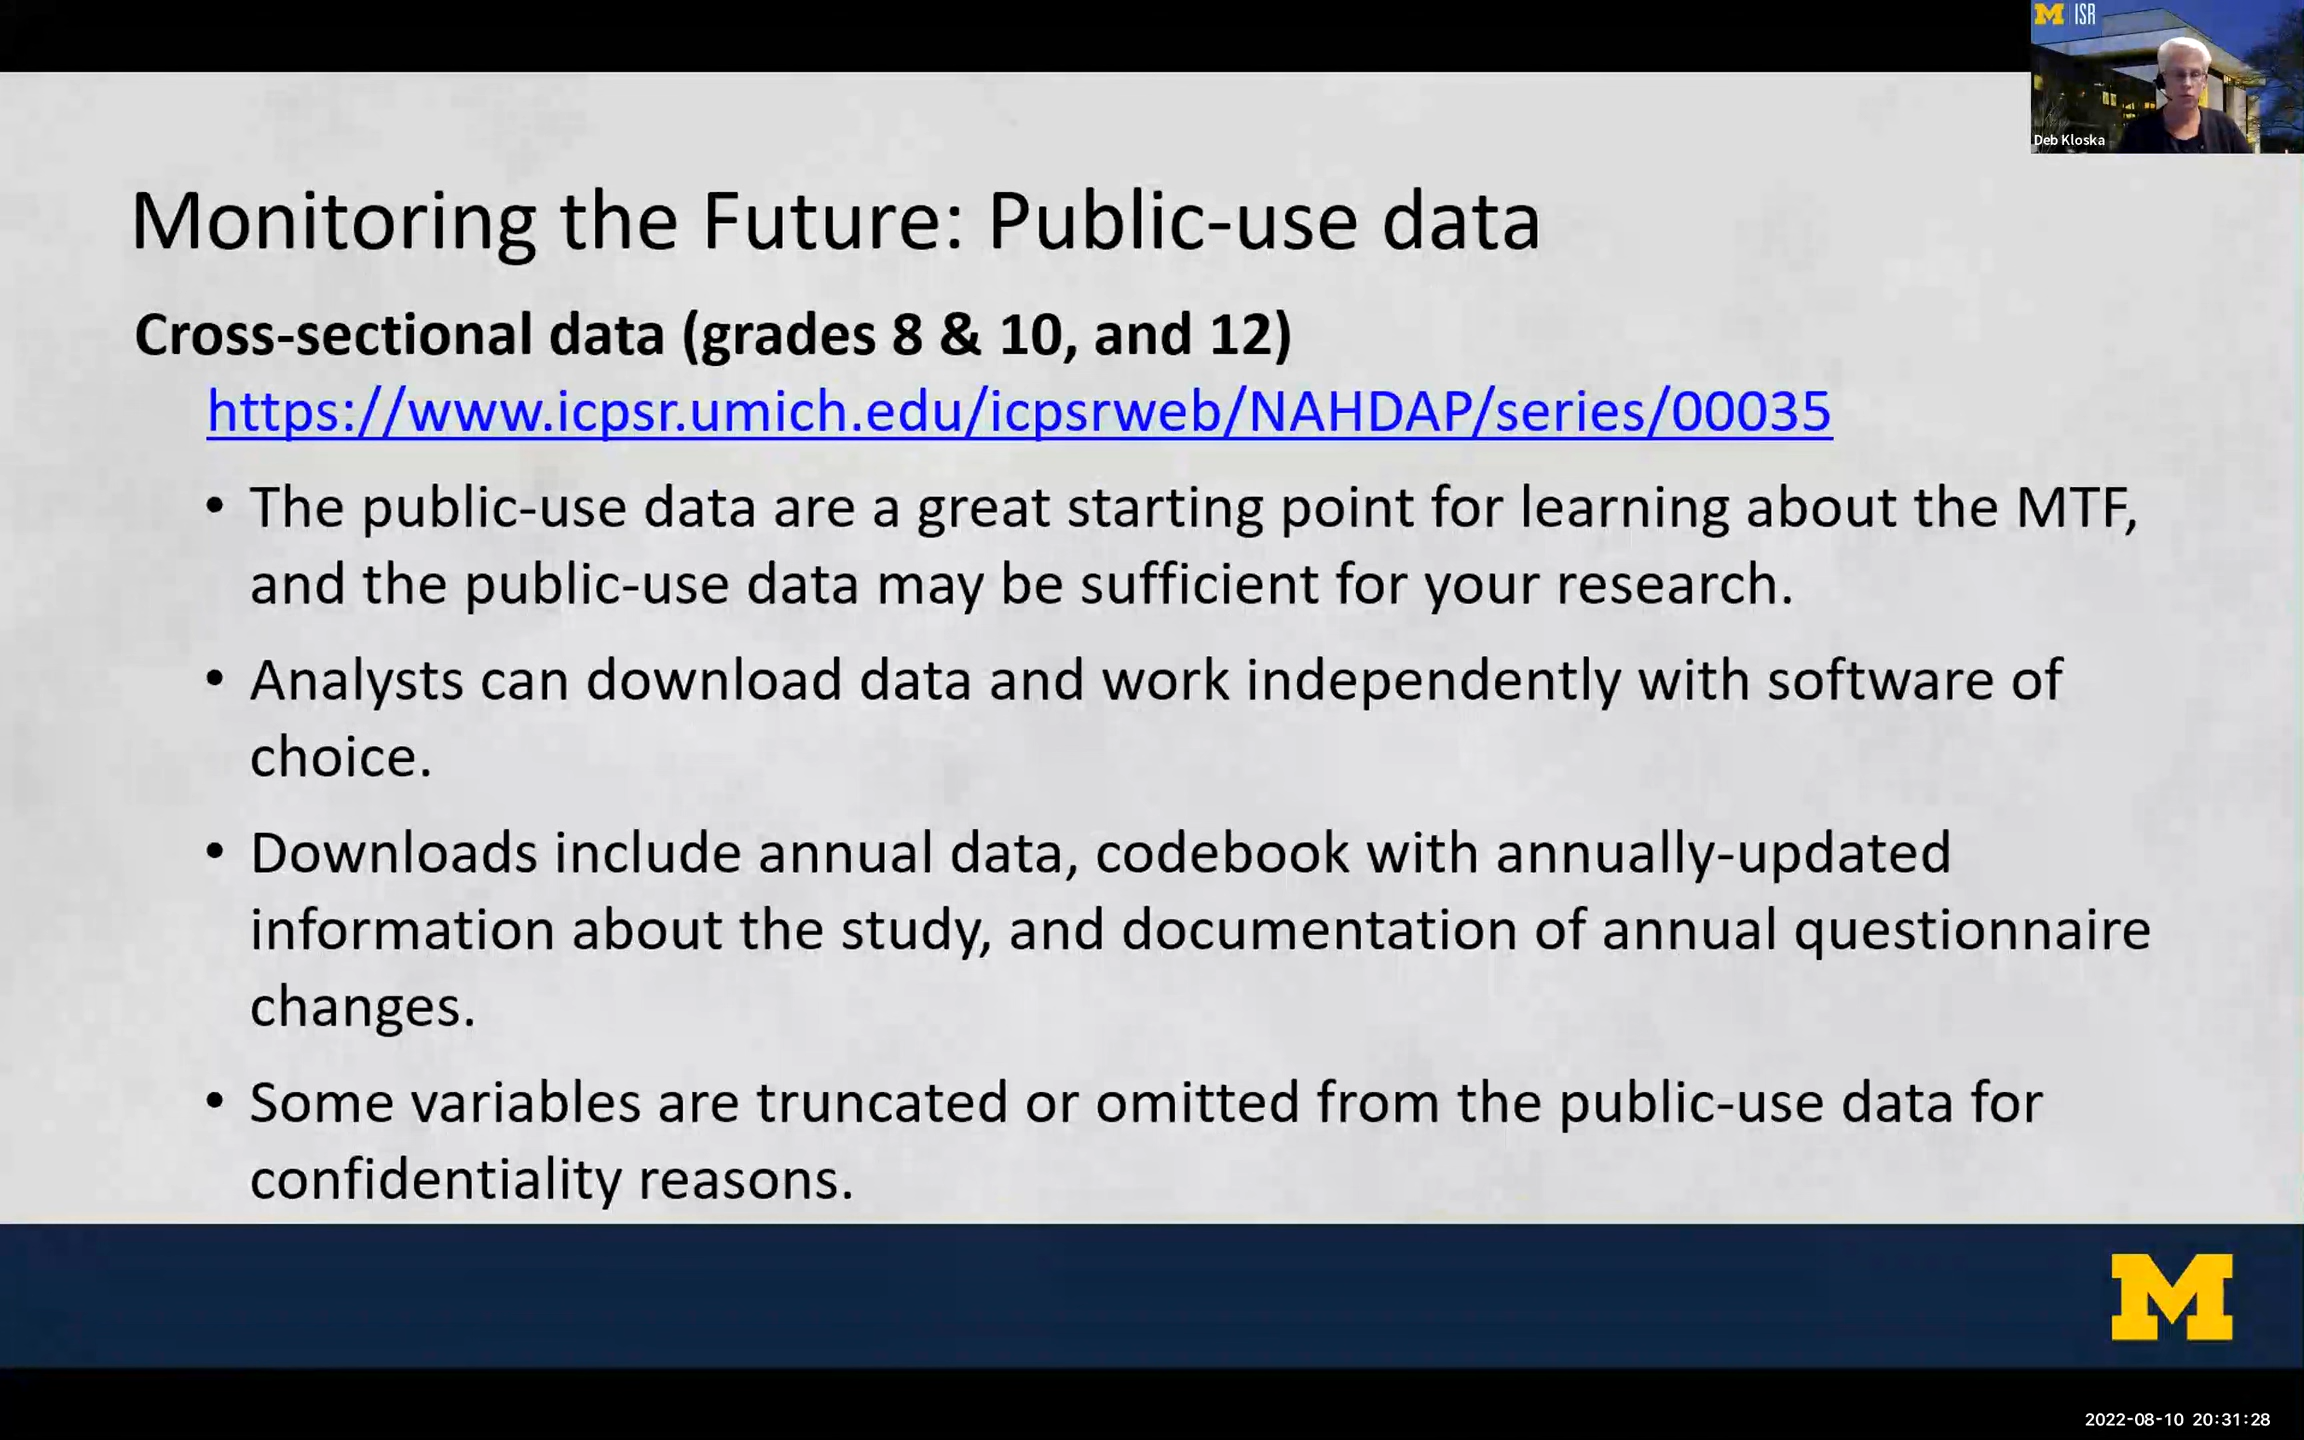 M | ISR
Deb Kloska
Monitoring the Future: Public-use data
Cross-sectional data (grades 8 & 10, and 12)
https://www.icpsr.umich.edu/icpsrweb/NAHDAP/series/00035
• The public-use data are a great starting point for learning about the MTF,
and the public-use data may be sufficient for your research.
• Analysts can download data and work independently with software of
choice.
• Downloads include annual data, codebook with annually-updated
information about the study, and documentation of annual questionnaire
changes.
• Some variables are truncated or omitted from the public-use data for
confidentiality reasons.
M
2022-08-10 20:31:28